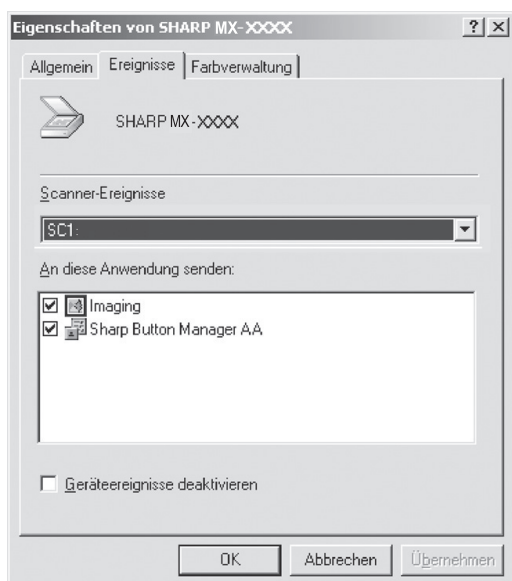 Eigenschaften von SHARP MX-XXXX
Allgemein Ereignisse Farbverwaltung
SHARP MX-XXXX
Scanner-Ereignisse
SC1:
An diese Anwendung senden:
Imaging
Sharp Button Manager AA
Geräteereignisse deaktivieren
OK Abbrechen Übernehmen